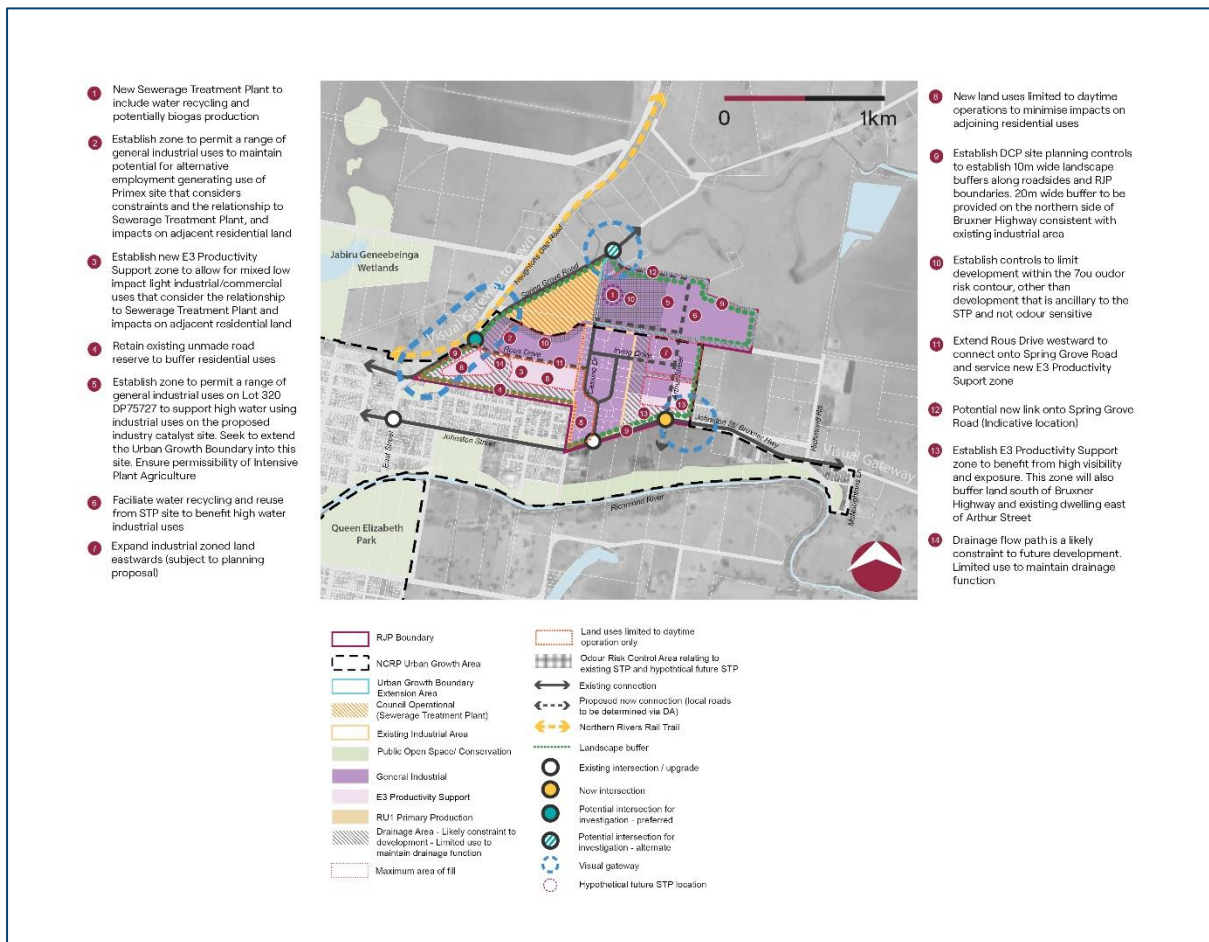 1
New Sewerage Treatment Plant to
include water recycling and
potentially biogas production
2
Establish zone to permit a range of
general industrial uses to maintain
potential for alternative
employment generating use of
Primex site that considers
constraints and the relationship to
Sewerage Treatment Plant, and
impacts on adjacent residential land
3
Establish new E3 Productivity
Support zone to allow for mixed low
impact light industrial/commercial
uses that consider the relationship
to Sewerage Treatment Plant and
impacts on adjacent residential land
4
Retain existing unmade road
reserve to buffer residential uses
5
Establish zone to permit a range of
general industrial uses on Lot 320
DP75727 to support high water using
industrial uses on the proposed
industry catalyst site. Seek to extend
the Urban Growth Boundary into this
site. Ensure permissibility of Intensive
Plant Agriculture
6
Faciliate water recycling and reuse
from STP site to benefit high water
industrial uses
7
Expand industrial zoned land
eastwards (subject to planning
proposal)
0 1km
Jabiru Geneebeinga
Wetlands
Visual Gateway to Town
Naughtons Gap Road
Spring Grove Road
Rous Drive
Irving Drive
Cassino Dr
Arthur Street
Johnston Street
East Street
Johnston St/ Bruxner Hwy
Richmond Rd
Visual Gateway
McNaughtons Ln
Richmond River
Queen Elizabeth
Park
8
New land uses limited to daytime
operations to minimise impacts on
adjoining residential uses
9
Establish DCP site planning controls
to establish 10m wide landscape
buffers along roadsides and RJP
boundaries. 20m wide buffer to be
provided on the northern side of
Bruxner Highway consistent with
existing industrial area
10
Establish controls to limit
development within the 7ou oudor
risk contour, other than
development that is ancillary to the
STP and not odour sensitive
11
Extend Rous Drive westward to
connect onto Spring Grove Road
and service new E3 Productivity
Suport zone
12
Potential new link onto Spring Grove
Road (Indicative location)
13
Establish E3 Productivity Support
zone to benefit from high visibility
and exposure. This zone will also
buffer land south of Bruxner
Highway and existing dwelling east
of Arthur Street
14
Drainage flow path is a likely
constraint to future development.
Limited use to maintain drainage
function
RJP Boundary
NCRP Urban Growth Area
Urban Growth Boundary
Extension Area
Council Operational
(Sewerage Treatment Plant)
Existing Industrial Area
Public Open Space/ Conservation
General Industrial
E3 Productivity Support
RU1 Primary Production
Drainage Area - Likely constraint to
development - Limited use to
maintain drainage function
Maximum area of fill
Land uses limited to daytime
operation only
Odour Risk Control Area relating to
existing STP and hypothtical future STP
Existing connection
Proposed new connection (local roads
to be determined via DA)
Northern Rivers Rail Trail
Landscape buffer
Existing intersection / upgrade
New intersection
Potential intersection for
investigation - preferred
Potential intersection for
investigation - alternate
Visual gateway
Hypothetical future STP location